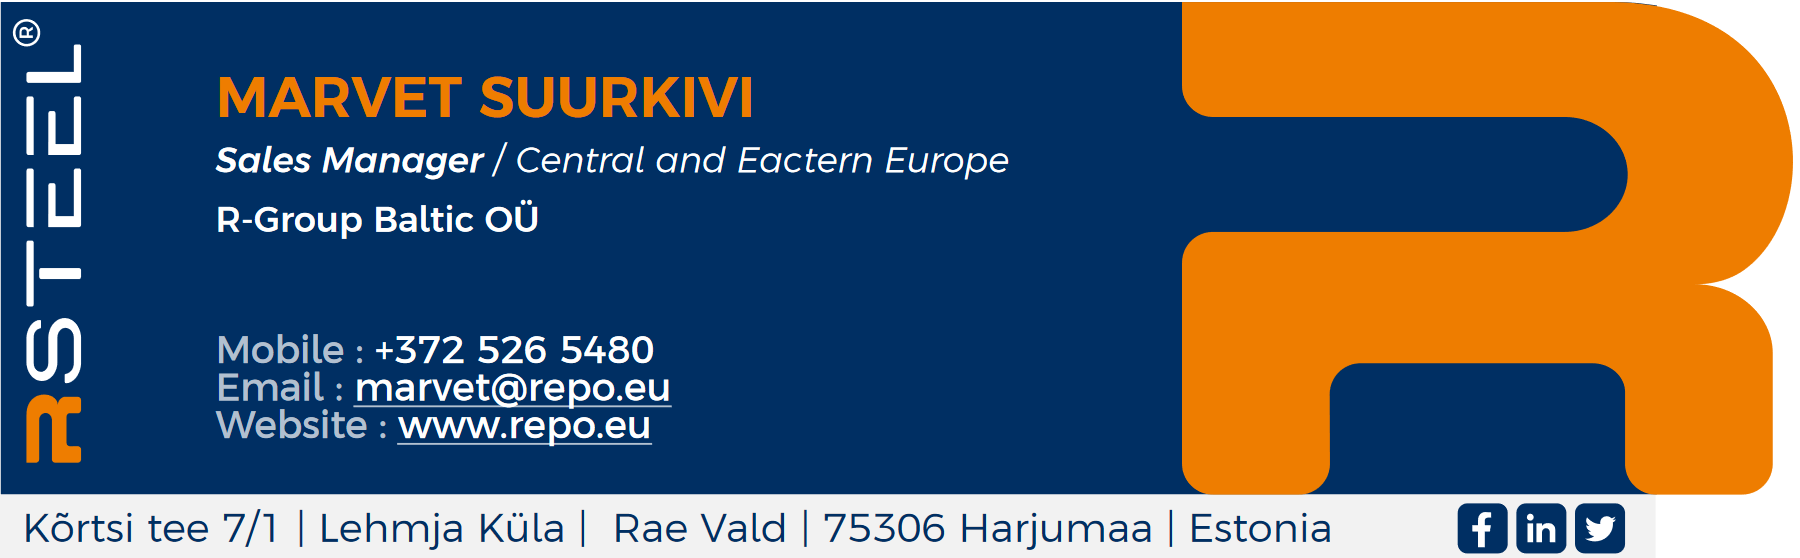 RSTEEL®
MARVET SUURKIVI
Sales Manager / Central and Eactern Europe
R-Group Baltic OÜ
Mobile : +372 526 5480
Email : marvet@repo.eu
Website : www.repo.eu
Kõrtsi tee 7/1 | Lehmja Küla | Rae Vald | 75306 Harjumaa | Estonia